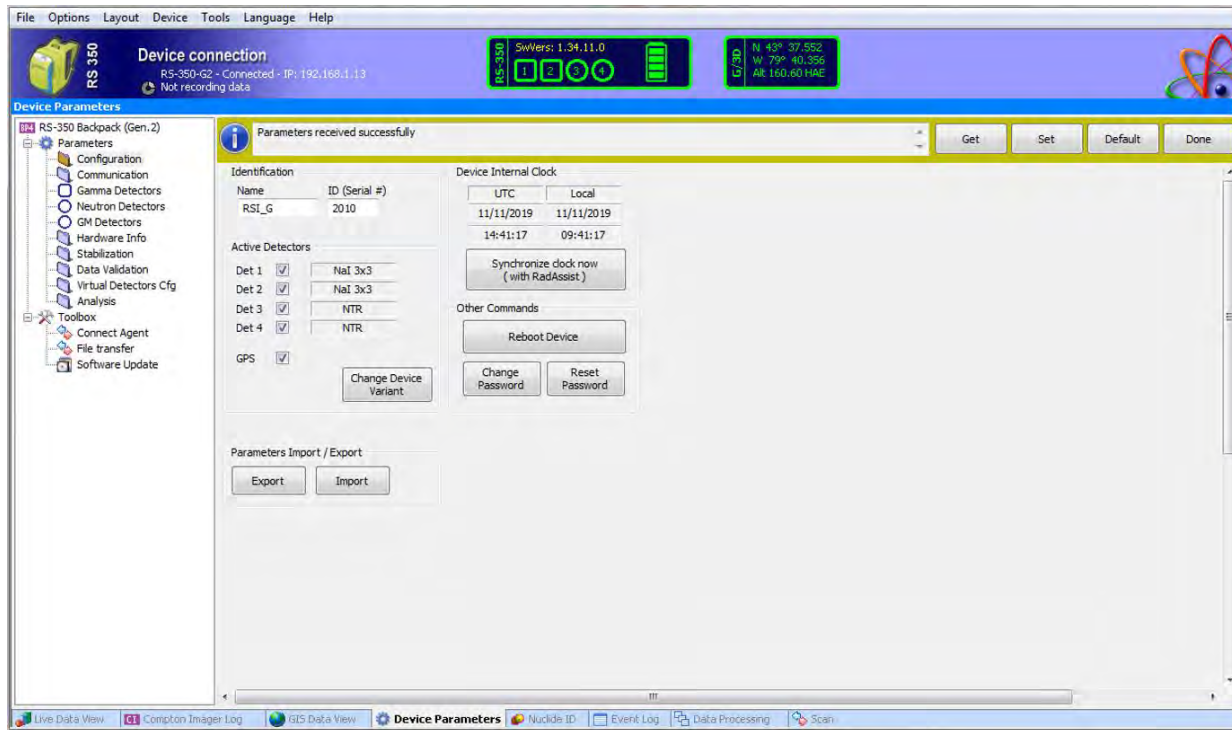 File Options Layout Device Tools Language Help
RS 350
Device connection
RS-350-G2 - Connected - IP: 192.168.1.13
Not recording data
RS-350
SwVers: 1.34.11.0
1 2 3 4
G/3D
N 43° 37.552
W 79° 40.356
Alt 160.60 HAE
Device Parameters
BP4 RS-350 Backpack (Gen.2)
Parameters
Configuration
Communication
Gamma Detectors
Neutron Detectors
GM Detectors
Hardware Info
Stabilization
Data Validation
Virtual Detectors Cfg
Analysis
Toolbox
Connect Agent
File transfer
Software Update
Parameters received successfully
Get Set Default Done
Identification
Name ID (Serial #)
RSI_G 2010
Active Detectors
Det 1 NaI 3x3
Det 2 NaI 3x3
Det 3 NTR
Det 4 NTR
GPS
Change Device
Variant
Parameters Import / Export
Export Import
Device Internal Clock
UTC Local
11/11/2019 11/11/2019
14:41:17 09:41:17
Synchronize clock now
( with RadAssist )
Other Commands
Reboot Device
Change
Password
Reset
Password
Live Data View Compton Imager Log GIS Data View Device Parameters Nuclide ID Event Log Data Processing Scan